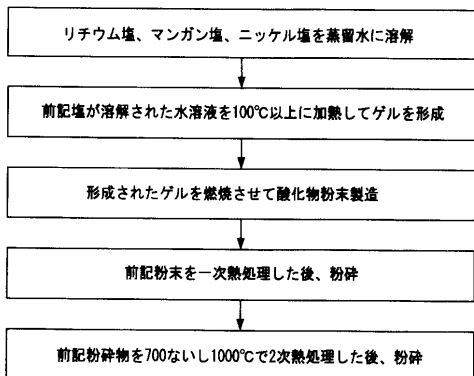 リチウム塩、マンガン塩、ニッケル塩を蒸留水に溶解
前記塩が溶解された水溶液を100℃以上に加熱してゲルを形成
形成されたゲルを燃焼させて酸化物粉末製造
前記粉末を一次熱処理した後、粉砕
前記粉砕物を700ないし1000℃で2次熱処理した後、粉砕